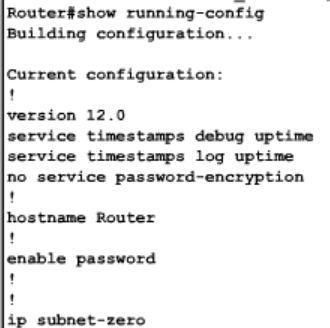 Router#show running-config
Building configuration...
Current configuration:
!
version 12.0
service timestamps debug uptime
service timestamps log uptime
no service password-encryption
!
hostname Router
!
enable password
!
!
ip subnet-zero